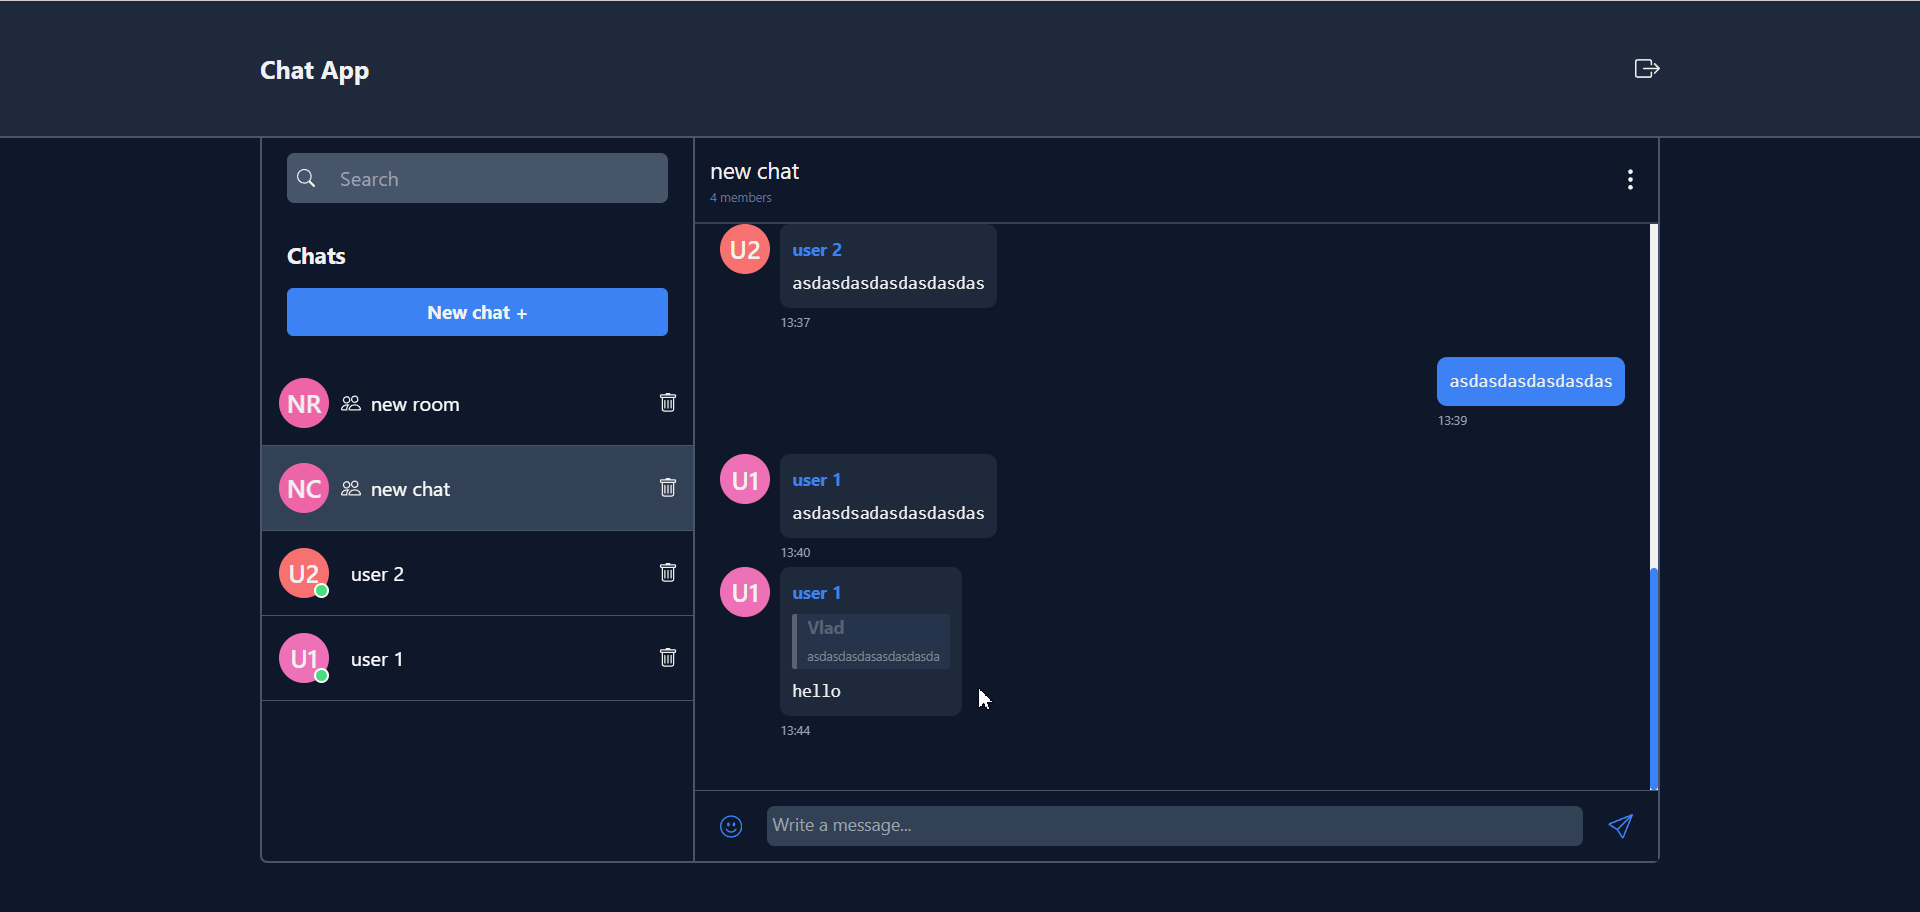 Chat App
Search
Chats
New chat +
NR new room
NC new chat
U2 user 2
U1 user 1
new chat
4 members
U2 user 2
asdasdasdasdasdasdas
13:37
asdasdasdasdasdas
13:39
U1 user 1
asdasdsadasdasdasdas
13:40
U1 user 1
Vlad
asdasdasdasasdasdasda
hello
13:44
Write a message...